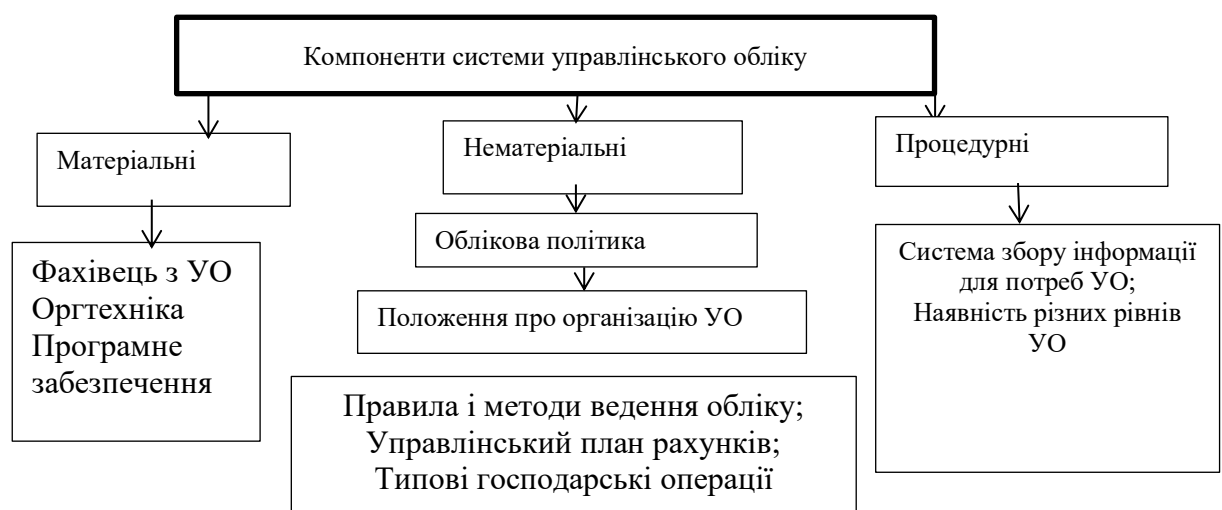 Компоненти системи управлінського обліку
Матеріальні
Нематеріальні
Процедурні
Фахівець з УО
Оргтехніка
Програмне
забезпечення
Облікова політика
Положення про організацію УО
Правила і методи ведення обліку;
Управлінський план рахунків;
Типові господарські операції
Система збору інформації
для потреб УО;
Наявність різних рівнів
УО